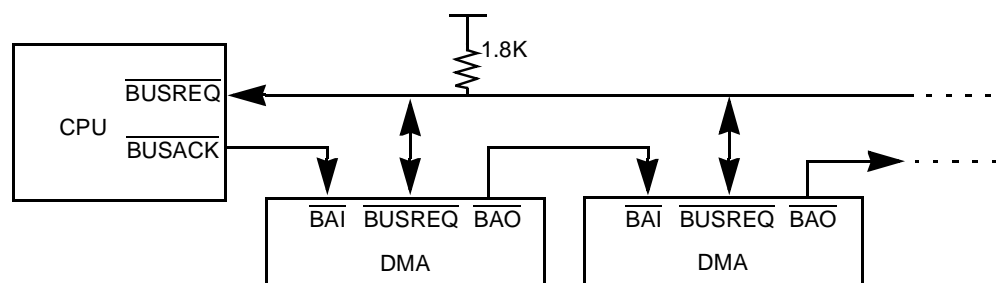 1.8K
BUSREQ
CPU
BUSACK
BAI BUSREQ BAO
DMA
BAI BUSREQ BAO
DMA